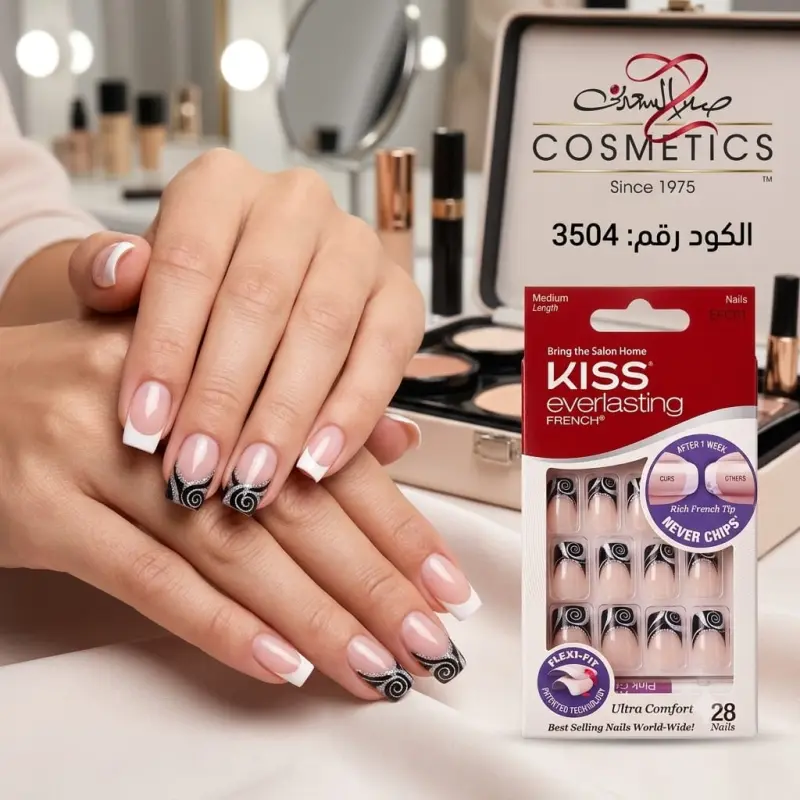 صلاح السعدني
COSMETICS
TM
Since 1975
الكود رقم: 3504
Medium
Length
Nails
Bring the Salon Home
KISS®
everlasting
FRENCH®
AFTER 1 WEEK
OURS
OTHERS
Rich French Tip
NEVER CHIPS*
FLEXI-FIT
PATENTED TECHNOLOGY
Ultra Comfort
28
Nails
Best Selling Nails World-Wide!